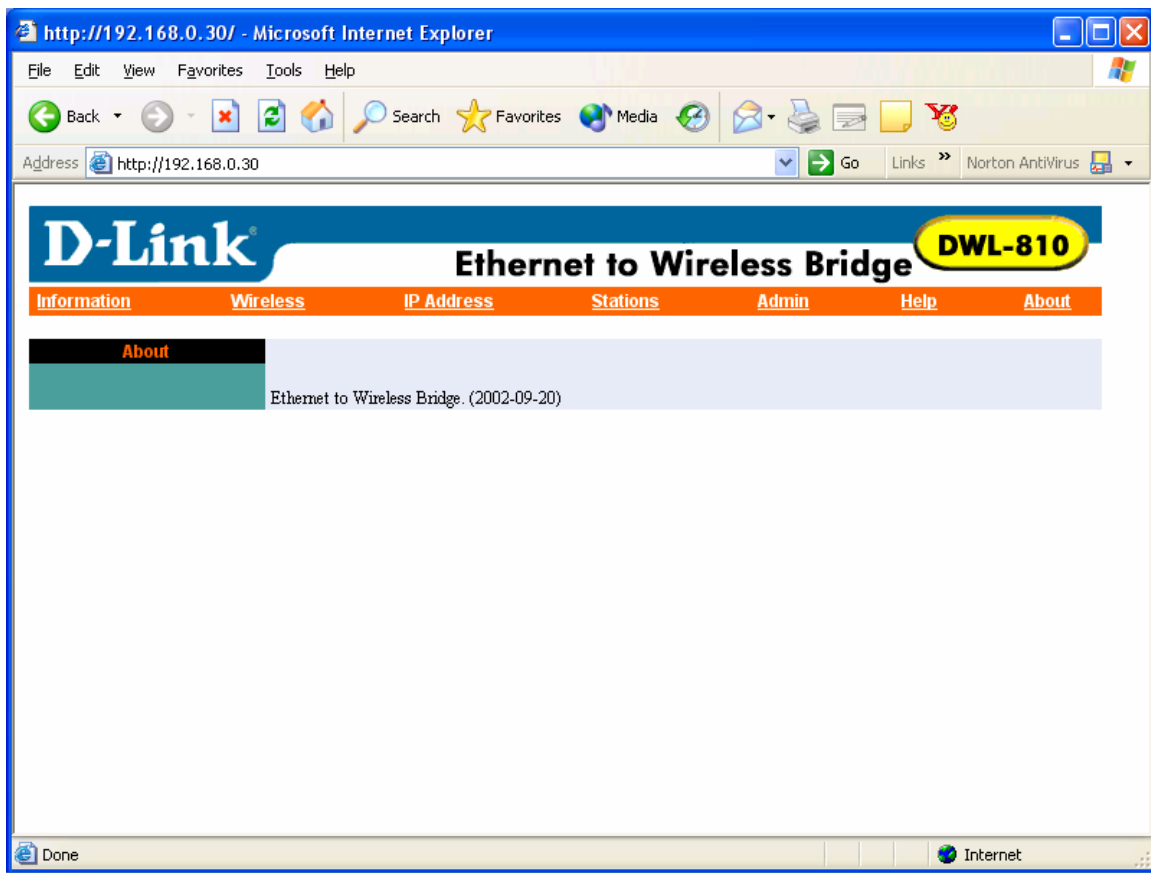 http://192.168.0.30/ - Microsoft Internet Explorer
File Edit View Favorites Tools Help
Back Search Favorites Media
Address http://192.168.0.30 Go Links » Norton AntiVirus
D-Link®
Ethernet to Wireless Bridge DWL-810
Information Wireless IP Address Stations Admin Help About
About
Ethernet to Wireless Bridge. (2002-09-20)
Done Internet